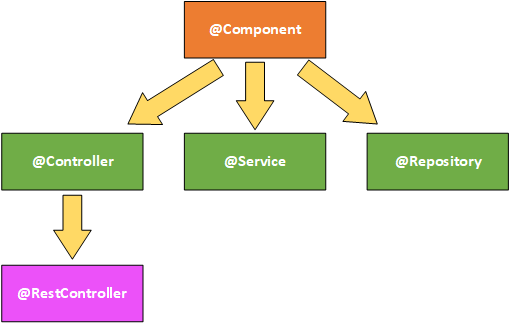 @Component
@Controller
@Service
@Repository
@RestController